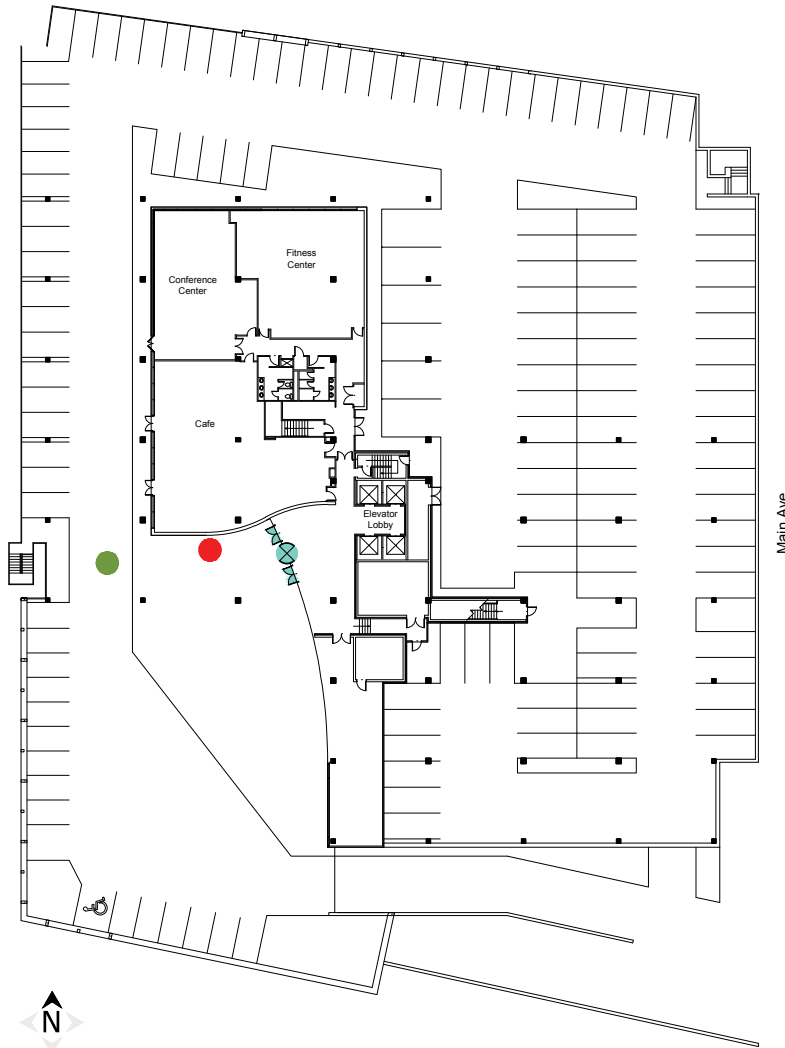 Fitness
Center
Conference
Center
Cafe
Elevator
Lobby
Main Ave
N